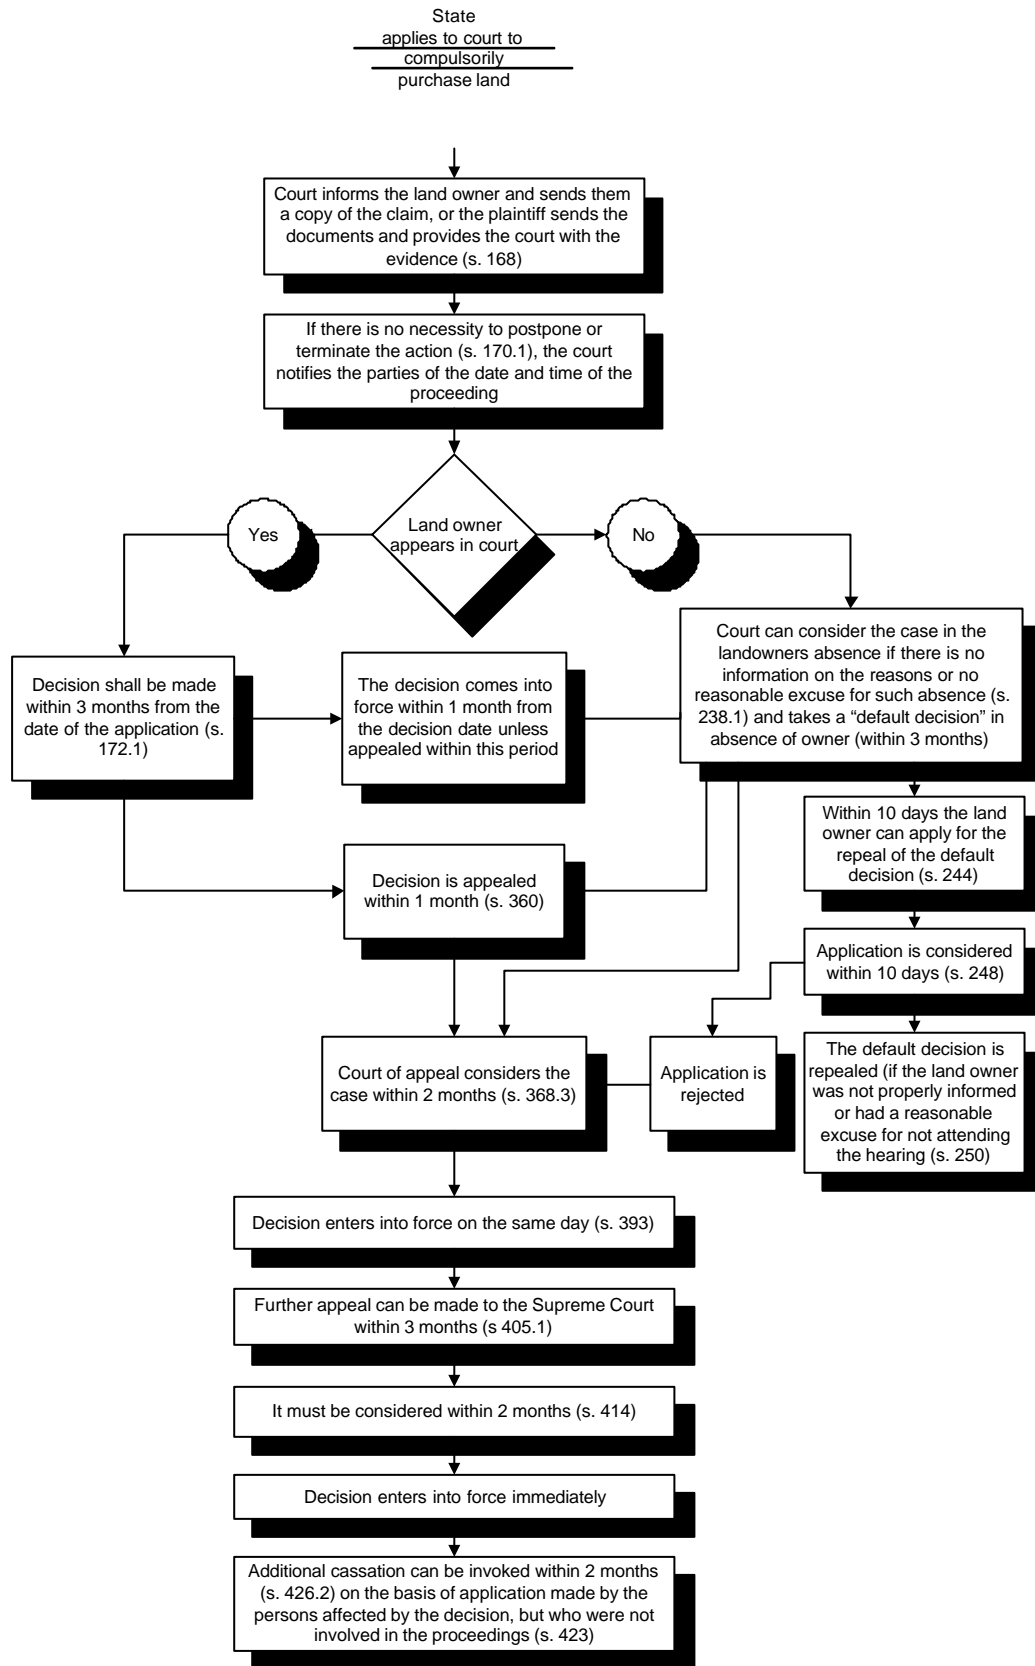 State
applies to court to
compulsorily
purchase land
Court informs the land owner and sends them
a copy of the claim, or the plaintiff sends the
documents and provides the court with the
evidence (s. 168)
If there is no necessity to postpone or
terminate the action (s. 170.1), the court
notifies the parties of the date and time of the
proceeding
Land owner
appears in court
Yes
No
Decision shall be made
within 3 months from the
date of the application (s.
172.1)
The decision comes into
force within 1 month from
the decision date unless
appealed within this period
Court can consider the case in the
landowners absence if there is no
information on the reasons or no
reasonable excuse for such absence (s.
238.1) and takes a “default decision” in
absence of owner (within 3 months)
Within 10 days the land
owner can apply for the
repeal of the default
decision (s. 244)
Decision is appealed
within 1 month (s. 360)
Application is considered
within 10 days (s. 248)
Court of appeal considers the
case within 2 months (s. 368.3)
Application is
rejected
The default decision is
repealed (if the land owner
was not properly informed
or had a reasonable
excuse for not attending
the hearing (s. 250)
Decision enters into force on the same day (s. 393)
Further appeal can be made to the Supreme Court
within 3 months (s 405.1)
It must be considered within 2 months (s. 414)
Decision enters into force immediately
Additional cassation can be invoked within 2 months
(s. 426.2) on the basis of application made by the
persons affected by the decision, but who were not
involved in the proceedings (s. 423)